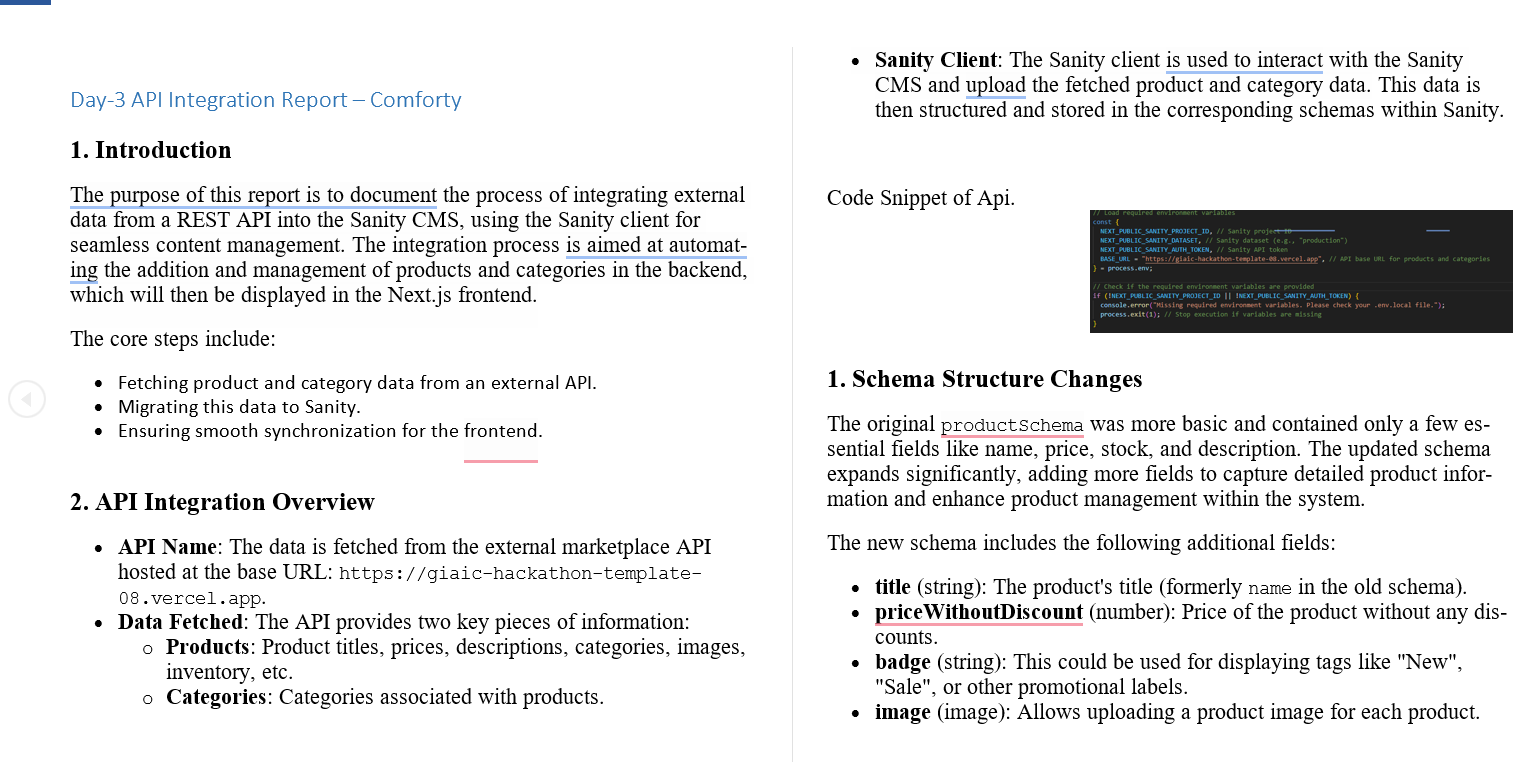 Day-3 API Integration Report – Comforty
1. Introduction
The purpose of this report is to document the process of integrating external
data from a REST API into the Sanity CMS, using the Sanity client for
seamless content management. The integration process is aimed at automat-
ing the addition and management of products and categories in the backend,
which will then be displayed in the Next.js frontend.
The core steps include:
• Fetching product and category data from an external API.
• Migrating this data to Sanity.
• Ensuring smooth synchronization for the frontend.
2. API Integration Overview
• API Name: The data is fetched from the external marketplace API
hosted at the base URL: https://giaic-hackathon-template-
08.vercel.app.
• Data Fetched: The API provides two key pieces of information:
o Products: Product titles, prices, descriptions, categories, images,
inventory, etc.
o Categories: Categories associated with products.
• Sanity Client: The Sanity client is used to interact with the Sanity
CMS and upload the fetched product and category data. This data is
then structured and stored in the corresponding schemas within Sanity.
Code Snippet of Api.
// Load required environment variables
const {
NEXT_PUBLIC_SANITY_PROJECT_ID, // Sanity project ID
NEXT_PUBLIC_SANITY_DATASET, // Sanity dataset (e.g., "production")
NEXT_PUBLIC_SANITY_AUTH_TOKEN, // Sanity API token
BASE_URL = "https://giaic-hackathon-template-08.vercel.app", // API base URL for products and categories
} = process.env;
// Check if the required environment variables are provided
if (!NEXT_PUBLIC_SANITY_PROJECT_ID || !NEXT_PUBLIC_SANITY_AUTH_TOKEN) {
console.error("Missing required environment variables. Please check your .env.local file.");
process.exit(1); // Stop execution if variables are missing
}
1. Schema Structure Changes
The original productSchema was more basic and contained only a few es-
sential fields like name, price, stock, and description. The updated schema
expands significantly, adding more fields to capture detailed product infor-
mation and enhance product management within the system.
The new schema includes the following additional fields:
• title (string): The product's title (formerly name in the old schema).
• priceWithoutDiscount (number): Price of the product without any dis-
counts.
• badge (string): This could be used for displaying tags like "New",
"Sale", or other promotional labels.
• image (image): Allows uploading a product image for each product.